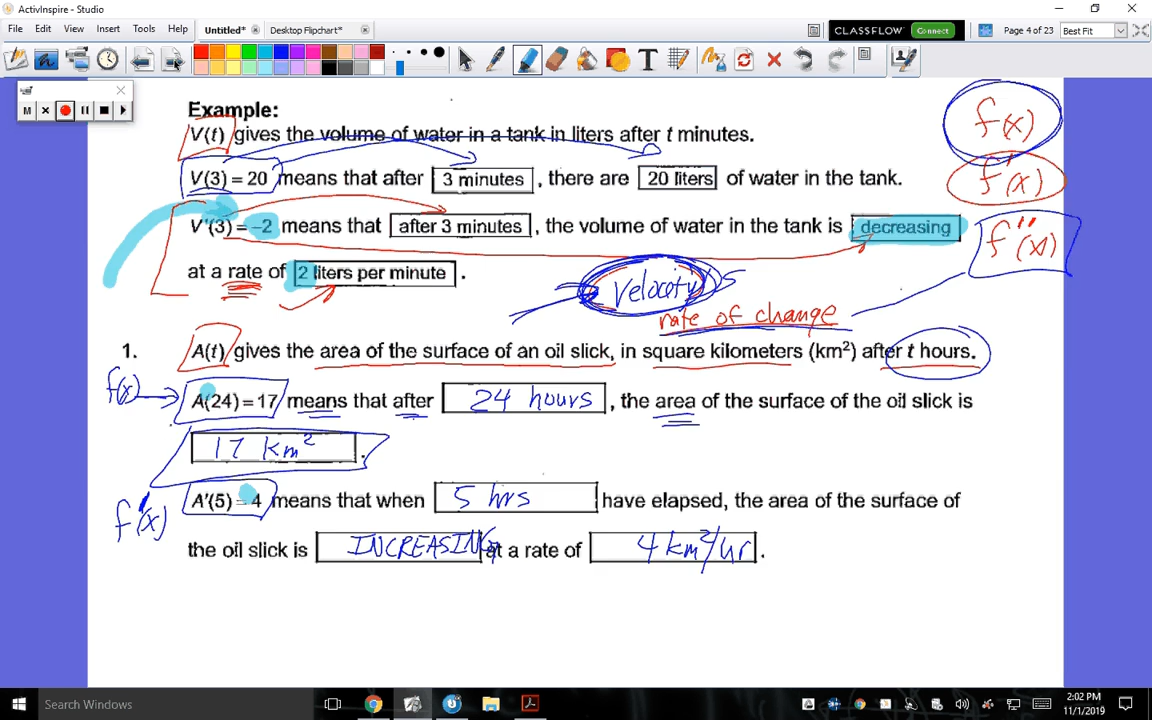 ActivInspire - Studio
File Edit View Insert Tools Help Untitled* Desktop Flipchart* CLASSFLOW Connect Page 4 of 23 Best Fit
M
Example:
V(t) gives the volume of water in a tank in liters after t minutes.
f(x)
V(3) = 20 means that after 3 minutes , there are 20 liters of water in the tank.
f'(x)
V'(3) = -2 means that after 3 minutes , the volume of water in the tank is decreasing
f''(x)
at a rate of 2 liters per minute .
velocity
rate of change
1. A(t) gives the area of the surface of an oil slick, in square kilometers (km²) after t hours.
f(x) A(24) = 17 means that after 24 hours , the area of the surface of the oil slick is
17 km² .
f'(x) A'(5) = 4 means that when 5 hrs have elapsed, the area of the surface of
the oil slick is INCREASING at a rate of 4 km²/hr .
Search Windows
2:02 PM
11/1/2019